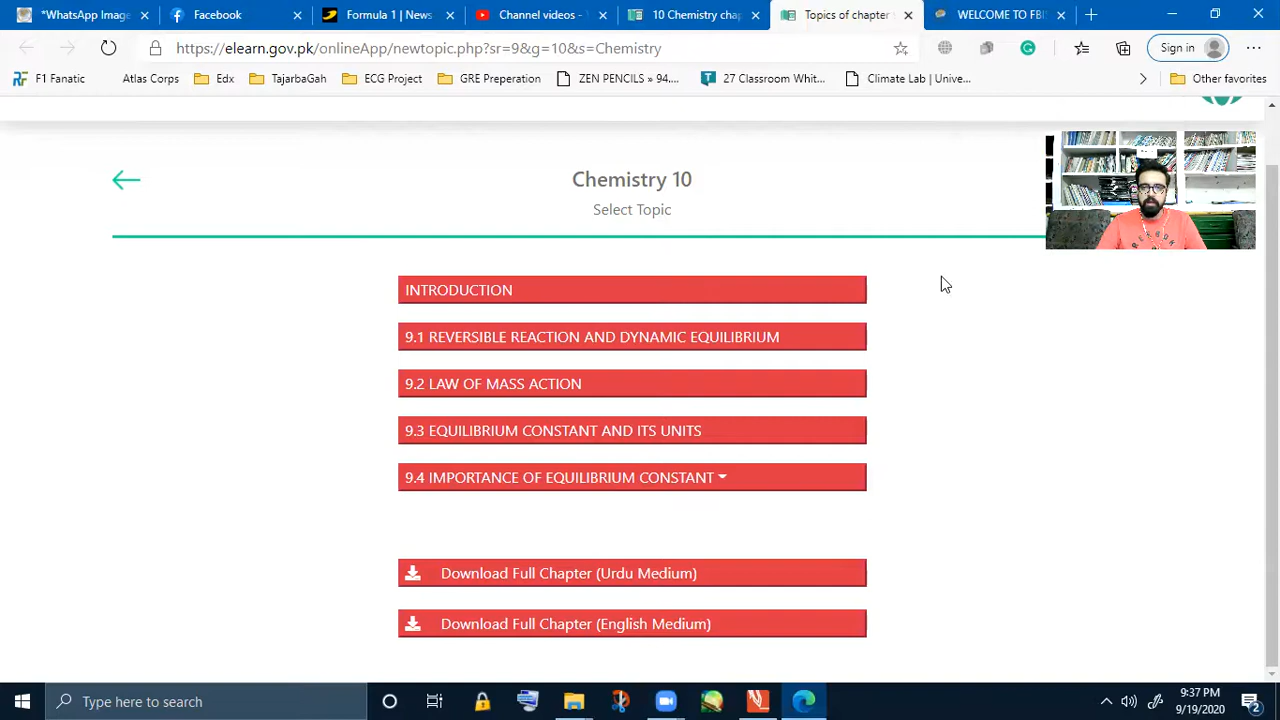 *WhatsApp Imag
Facebook
Formula 1 | News
Channel videos -
10 Chemistry chap
Topics of chapter
WELCOME TO FBI
https://elearn.gov.pk/onlineApp/newtopic.php?sr=9&g=10&s=Chemistry
Sign in
F1 Fanatic
Atlas Corps
Edx
TajarbaGah
ECG Project
GRE Preperation
ZEN PENCILS » 94....
27 Classroom Whit...
Climate Lab | Unive...
Other favorites
Chemistry 10
Select Topic
INTRODUCTION
9.1 REVERSIBLE REACTION AND DYNAMIC EQUILIBRIUM
9.2 LAW OF MASS ACTION
9.3 EQUILIBRIUM CONSTANT AND ITS UNITS
9.4 IMPORTANCE OF EQUILIBRIUM CONSTANT
Download Full Chapter (Urdu Medium)
Download Full Chapter (English Medium)
Type here to search
9:37 PM
9/19/2020
2